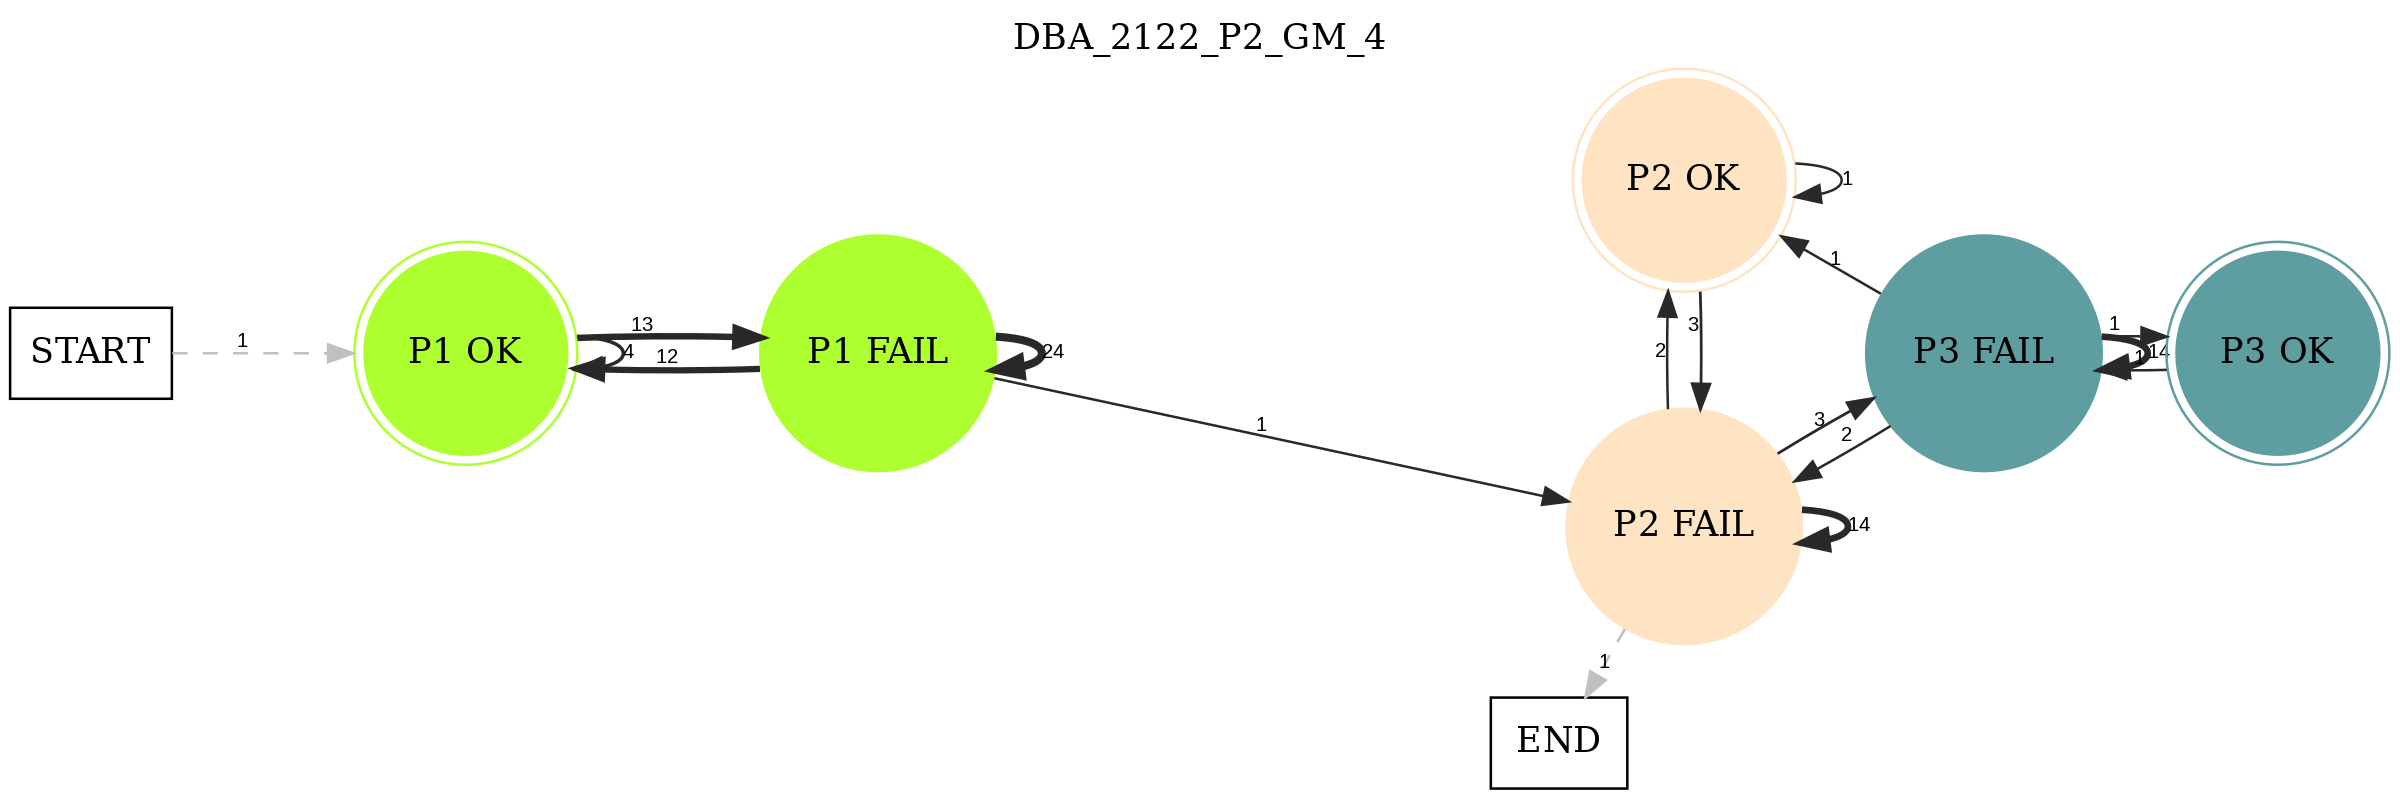 DBA_2122_P2_GM_4
P2 OK
1
1
3
2
START
1
P1 OK
4
13
12
P1 FAIL
24
1
P3 FAIL
1
14
1
P3 OK
3
2
P2 FAIL
14
1
END